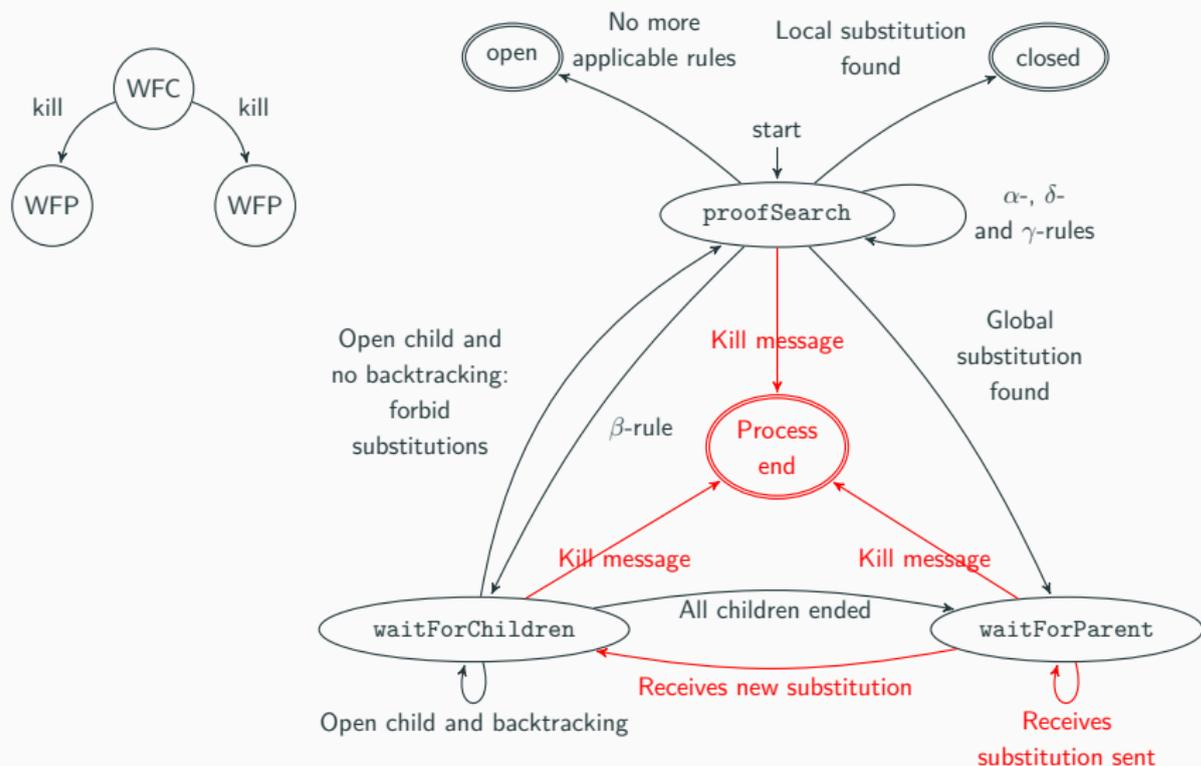 WFC
kill
kill
WFP
WFP
open
No more
applicable rules
Local substitution
found
closed
start
proofSearch
α-, δ-
and γ-rules
Open child and
no backtracking:
forbid
substitutions
β-rule
Kill message
Global
substitution
found
Process
end
Kill message
Kill message
waitForChildren
All children ended
waitForParent
Receives new substitution
Open child and backtracking
Receives
substitution sent